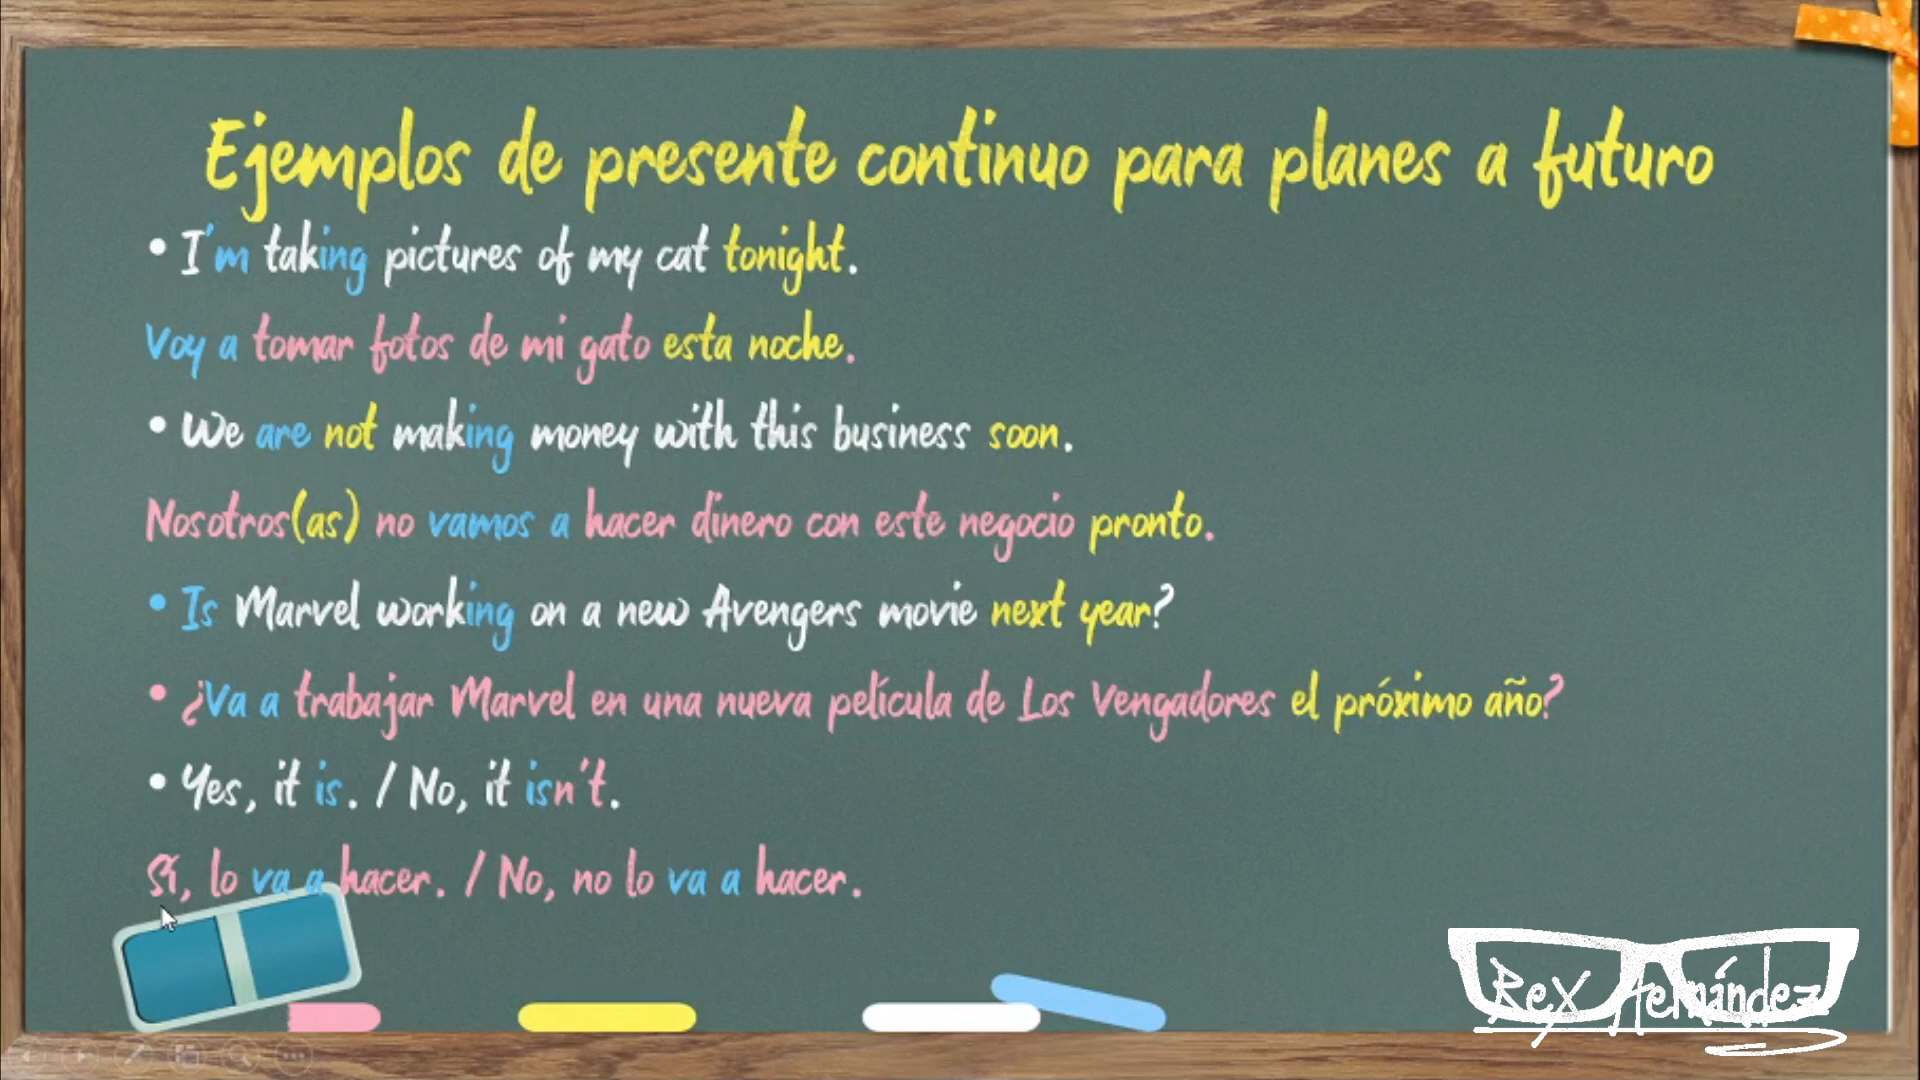 Ejemplos de presente continuo para planes a futuro
• I'm taking pictures of my cat tonight.
Voy a tomar fotos de mi gato esta noche.
• We are not making money with this business soon.
Nosotros(as) no vamos a hacer dinero con este negocio pronto.
• Is Marvel working on a new Avengers movie next year?
• ¿Va a trabajar Marvel en una nueva película de Los Vengadores el próximo año?
• Yes, it is. / No, it isn't.
Sí, lo va a hacer. / No, no lo va a hacer.
Rex Hernández